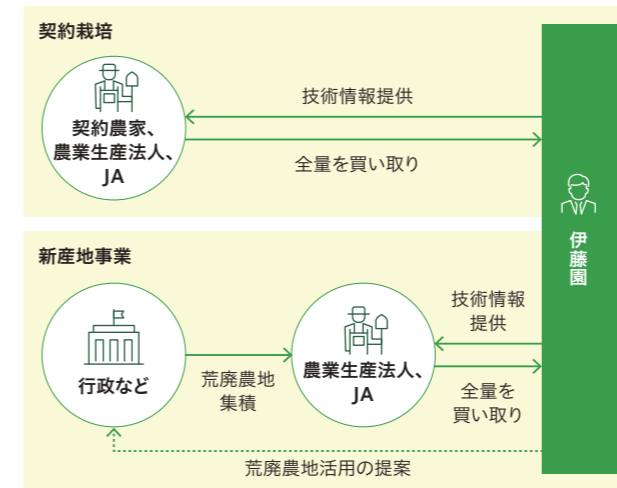 契約栽培
契約農家、
農業生産法人、
JA
技術情報提供
全量を買い取り
伊藤園
新産地事業
行政など
荒廃農地
集積
農業生産法人、
JA
技術情報
提供
全量を
買い取り
荒廃農地活用の提案